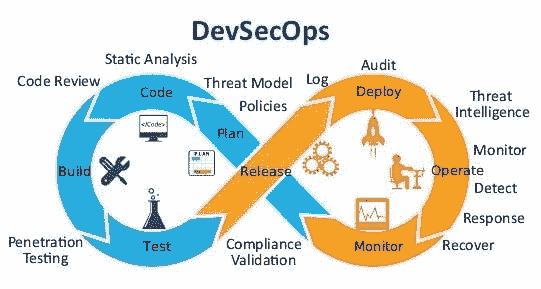 DevSecOps
Static Analysis
Code Review
Code
</Code>
Threat Model
Policies
Plan
PLAN
Build
Test
Penetration
Testing
Release
Compliance
Validation
Log
Audit
Deploy
Threat
Intelligence
Monitor
Operate
Detect
Response
Recover
Monitor